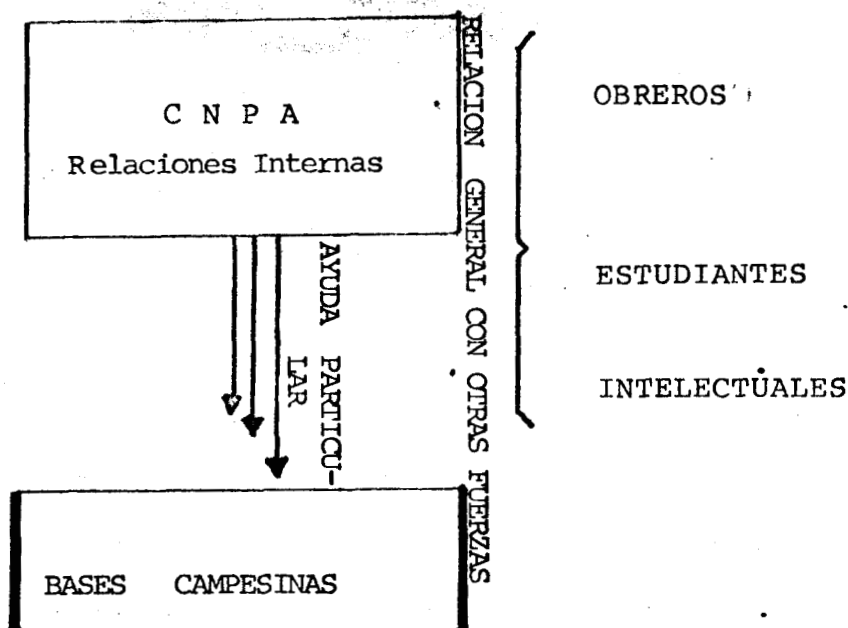 C N P A
Relaciones Internas
RELACION GENERAL CON OTRAS FUERZAS
OBREROS
ESTUDIANTES
INTELECTUALES
AYUDA PARTICU-
LAR
BASES CAMPESINAS